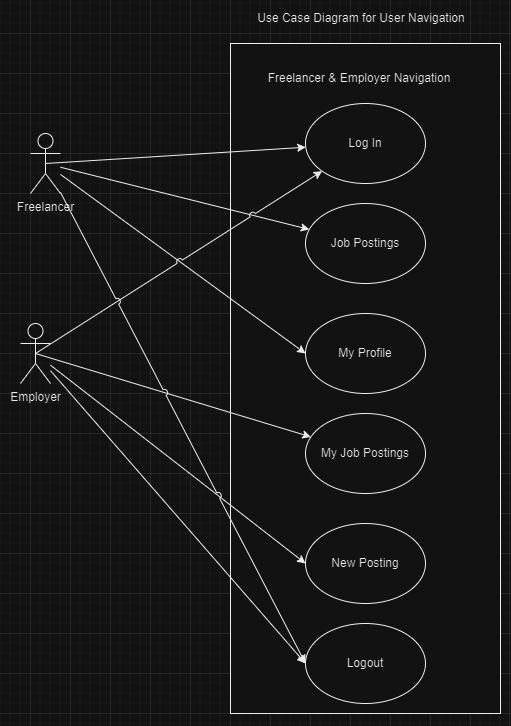 Use Case Diagram for User Navigation
Freelancer & Employer Navigation
Log In
Freelancer
Job Postings
My Profile
Employer
My Job Postings
New Posting
Logout